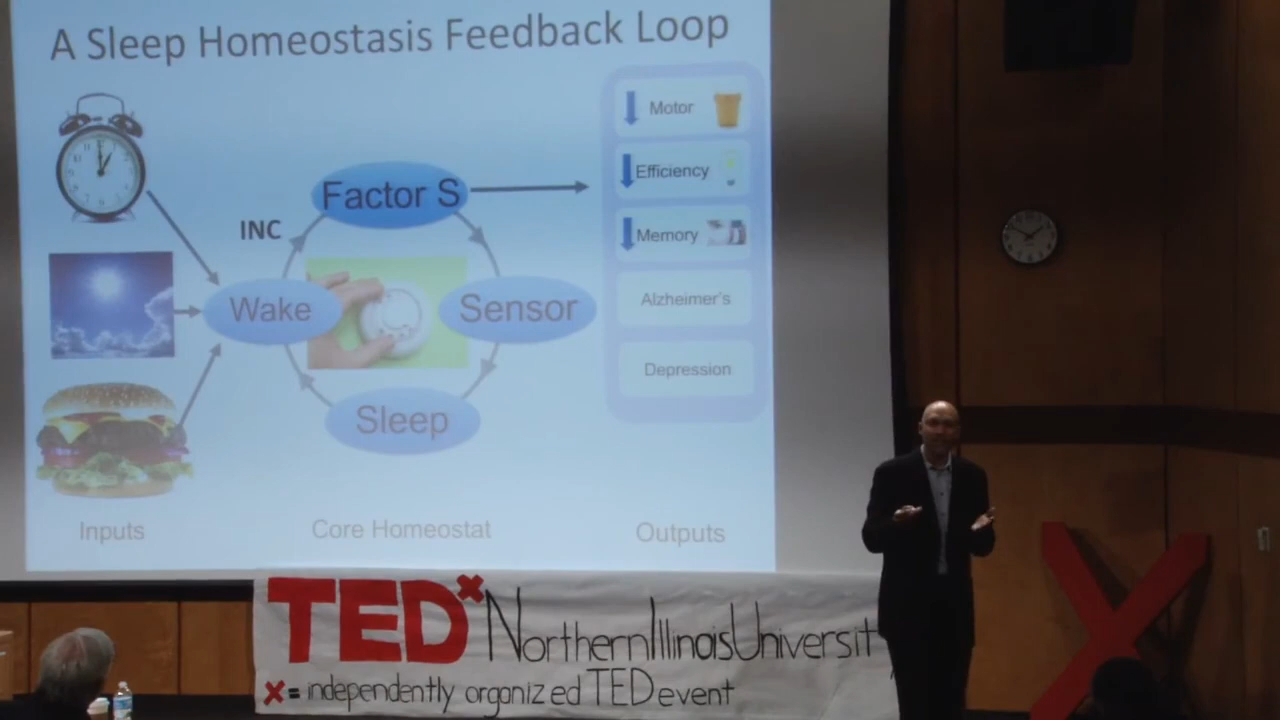 A Sleep Homeostasis Feedback Loop
Motor
Factor S
Efficiency
INC
Memory
Wake
Sensor
Alzheimer's
Depression
Sleep
Inputs
Core Homeostat
Outputs
TEDx NorthernIllinoisUniversit
x= independently organized TED event